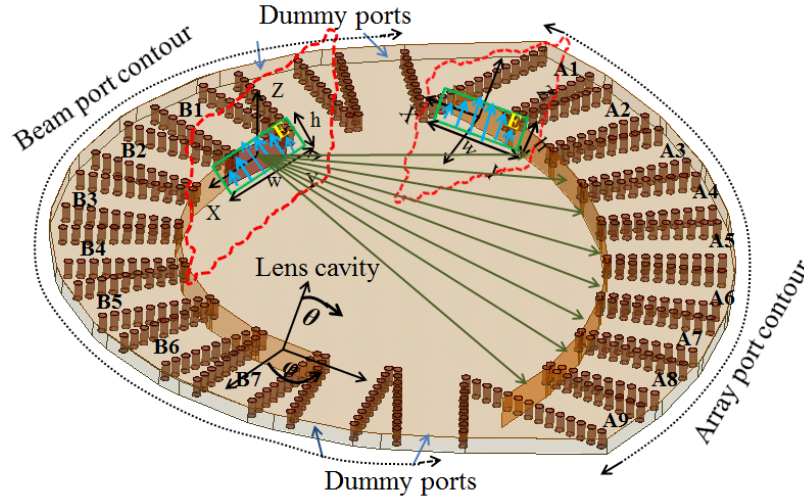 Dummy ports
Beam port contour
A1
Z
B1
h
E
X
Z
E
h
A2
B2
w
Y
A3
B3
w
Y
X
A4
B4
A5
Lens cavity
B5
θ
A6
B6
A7
B7
φ
A8
A9
Array port contour
Dummy ports